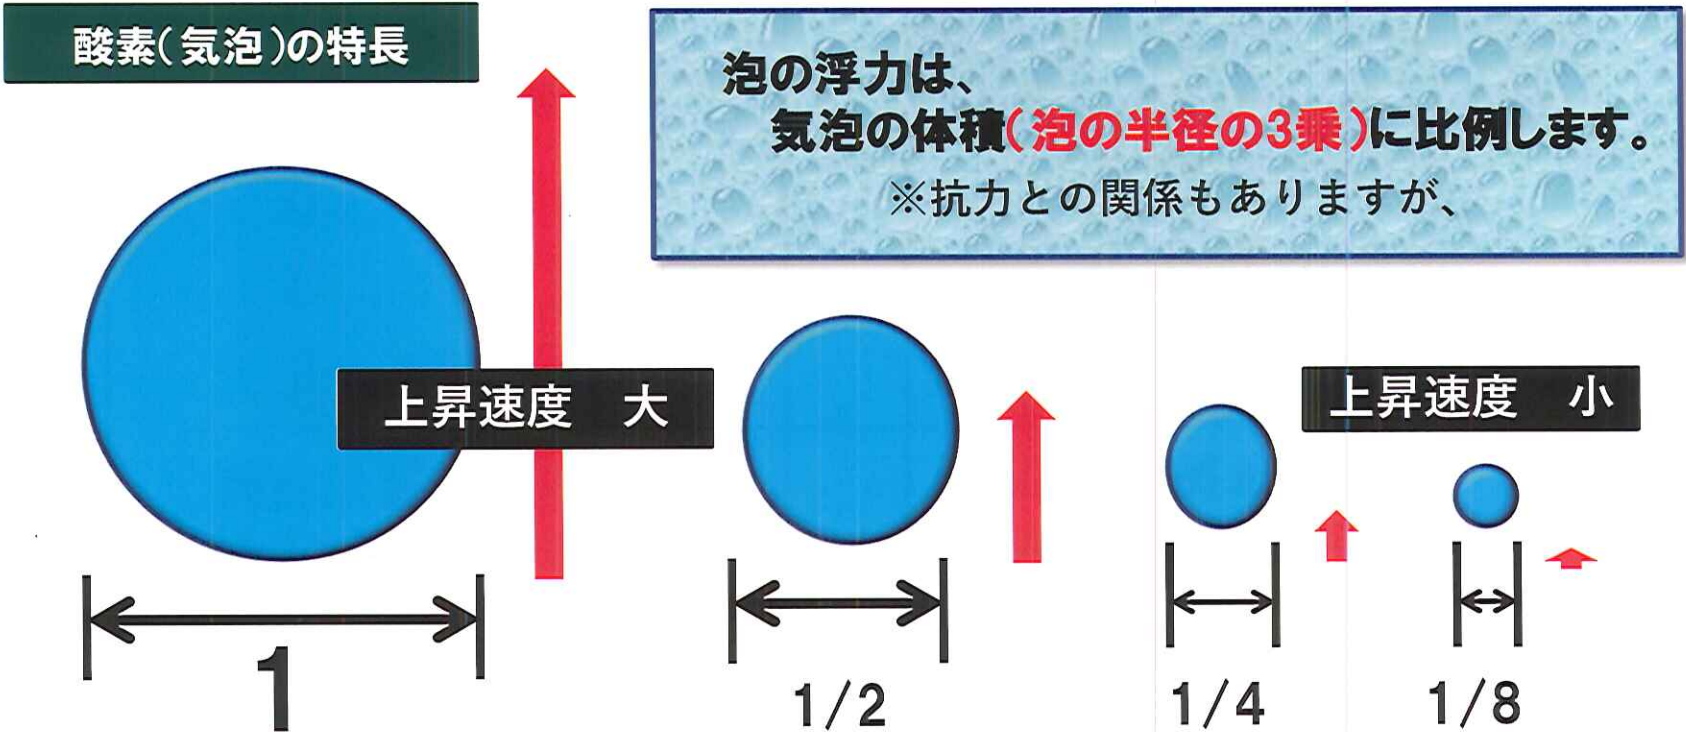 酸素(気泡)の特長
泡の浮力は、
気泡の体積(泡の半径の3乗)に比例します。
※抗力との関係もありますが、
上昇速度　大
上昇速度　小
1
1/2
1/4
1/8